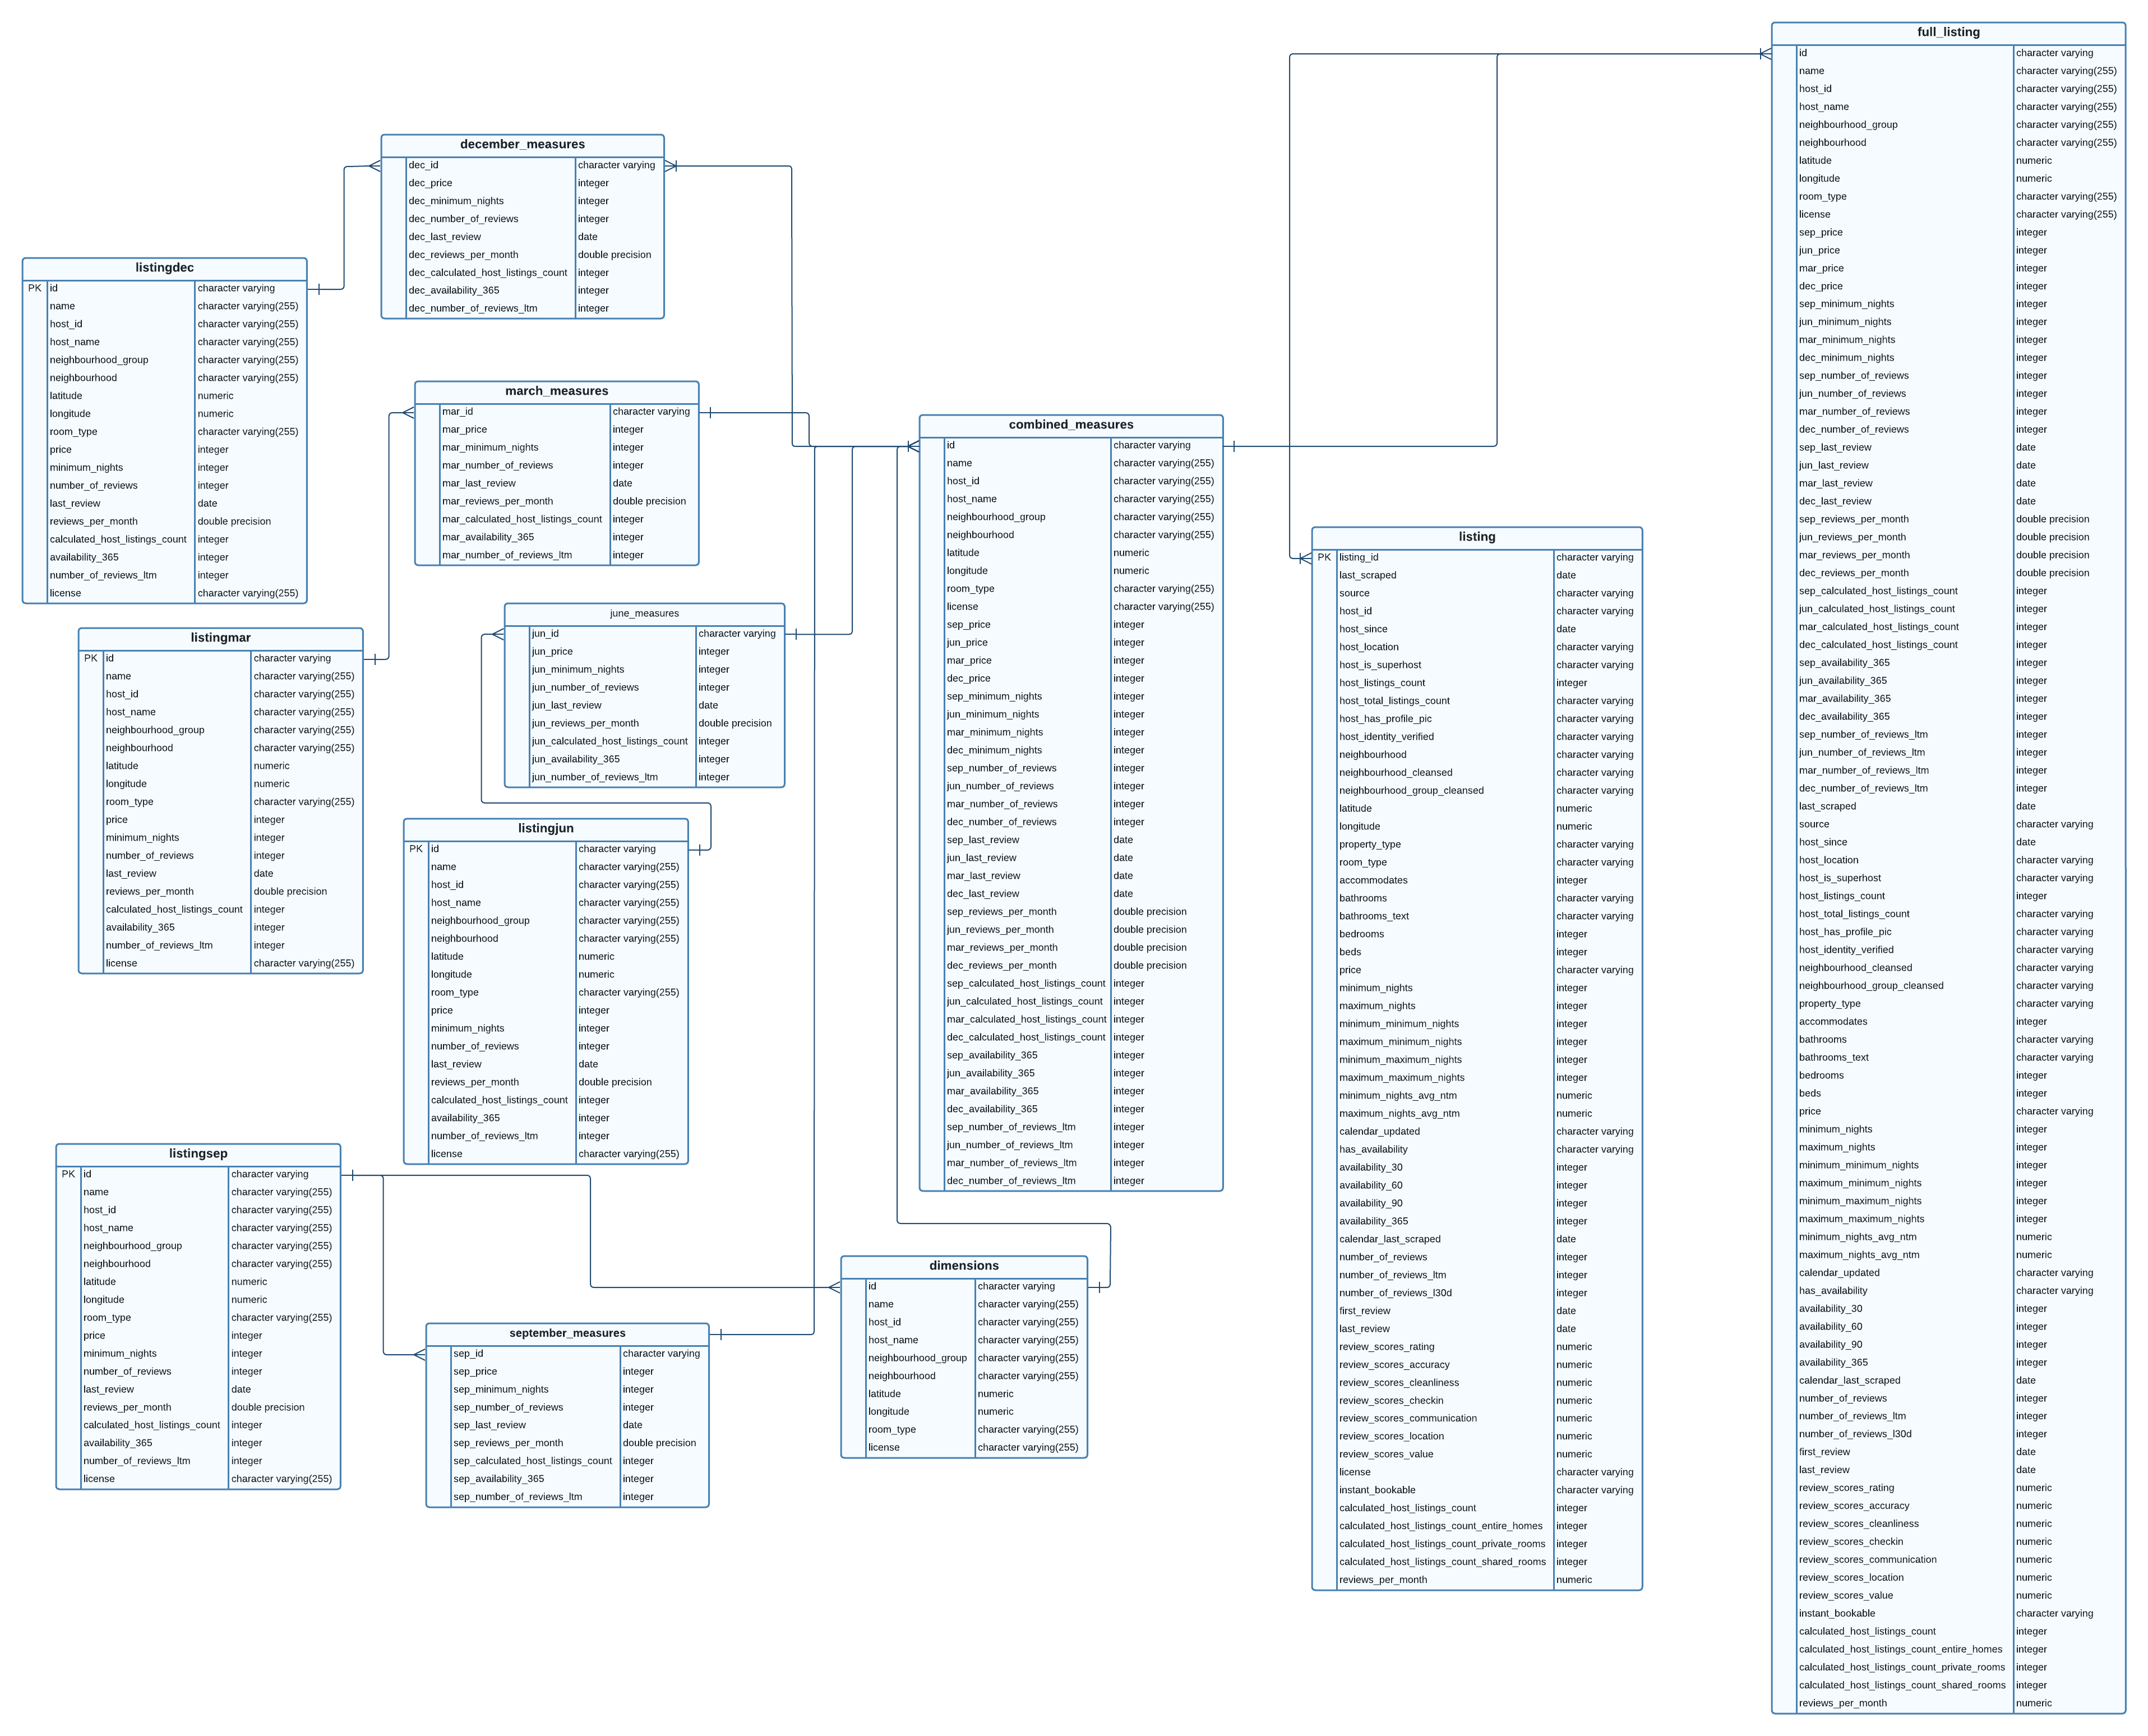 full_listing
id character varying
name character varying(255)
host_id character varying(255)
host_name character varying(255)
neighbourhood_group character varying(255)
neighbourhood character varying(255)
latitude numeric
longitude numeric
room_type character varying(255)
license character varying(255)
sep_price integer
jun_price integer
mar_price integer
dec_price integer
sep_minimum_nights integer
jun_minimum_nights integer
mar_minimum_nights integer
dec_minimum_nights integer
sep_number_of_reviews integer
jun_number_of_reviews integer
mar_number_of_reviews integer
dec_number_of_reviews integer
sep_last_review date
jun_last_review date
mar_last_review date
dec_last_review date
sep_reviews_per_month double precision
jun_reviews_per_month double precision
mar_reviews_per_month double precision
dec_reviews_per_month double precision
sep_calculated_host_listings_count integer
jun_calculated_host_listings_count integer
mar_calculated_host_listings_count integer
dec_calculated_host_listings_count integer
sep_availability_365 integer
jun_availability_365 integer
mar_availability_365 integer
dec_availability_365 integer
sep_number_of_reviews_ltm integer
jun_number_of_reviews_ltm integer
mar_number_of_reviews_ltm integer
dec_number_of_reviews_ltm integer
last_scraped date
source character varying
host_since date
host_location character varying
host_is_superhost character varying
host_listings_count integer
host_total_listings_count character varying
host_has_profile_pic character varying
host_identity_verified character varying
neighbourhood_cleansed character varying
neighbourhood_group_cleansed character varying
property_type character varying
accommodates integer
bathrooms character varying
bathrooms_text character varying
bedrooms integer
beds integer
price character varying
minimum_nights integer
maximum_nights integer
minimum_minimum_nights integer
maximum_minimum_nights integer
minimum_maximum_nights integer
maximum_maximum_nights integer
minimum_nights_avg_ntm numeric
maximum_nights_avg_ntm numeric
calendar_updated character varying
has_availability character varying
availability_30 integer
availability_60 integer
availability_90 integer
availability_365 integer
calendar_last_scraped date
number_of_reviews integer
number_of_reviews_ltm integer
number_of_reviews_l30d integer
first_review date
last_review date
review_scores_rating numeric
review_scores_accuracy numeric
review_scores_cleanliness numeric
review_scores_checkin numeric
review_scores_communication numeric
review_scores_location numeric
review_scores_value numeric
instant_bookable character varying
calculated_host_listings_count integer
calculated_host_listings_count_entire_homes integer
calculated_host_listings_count_private_rooms integer
calculated_host_listings_count_shared_rooms integer
reviews_per_month numeric
december_measures
dec_id character varying
dec_price integer
dec_minimum_nights integer
dec_number_of_reviews integer
dec_last_review date
dec_reviews_per_month double precision
dec_calculated_host_listings_count integer
dec_availability_365 integer
dec_number_of_reviews_ltm integer
listingdec
PK id character varying
name character varying(255)
host_id character varying(255)
host_name character varying(255)
neighbourhood_group character varying(255)
neighbourhood character varying(255)
latitude numeric
longitude numeric
room_type character varying(255)
price integer
minimum_nights integer
number_of_reviews integer
last_review date
reviews_per_month double precision
calculated_host_listings_count integer
availability_365 integer
number_of_reviews_ltm integer
license character varying(255)
march_measures
mar_id character varying
mar_price integer
mar_minimum_nights integer
mar_number_of_reviews integer
mar_last_review date
mar_reviews_per_month double precision
mar_calculated_host_listings_count integer
mar_availability_365 integer
mar_number_of_reviews_ltm integer
combined_measures
id character varying
name character varying(255)
host_id character varying(255)
host_name character varying(255)
neighbourhood_group character varying(255)
neighbourhood character varying(255)
latitude numeric
longitude numeric
room_type character varying(255)
license character varying(255)
sep_price integer
jun_price integer
mar_price integer
dec_price integer
sep_minimum_nights integer
jun_minimum_nights integer
mar_minimum_nights integer
dec_minimum_nights integer
sep_number_of_reviews integer
jun_number_of_reviews integer
mar_number_of_reviews integer
dec_number_of_reviews integer
sep_last_review date
jun_last_review date
mar_last_review date
dec_last_review date
sep_reviews_per_month double precision
jun_reviews_per_month double precision
mar_reviews_per_month double precision
dec_reviews_per_month double precision
sep_calculated_host_listings_count integer
jun_calculated_host_listings_count integer
mar_calculated_host_listings_count integer
dec_calculated_host_listings_count integer
sep_availability_365 integer
jun_availability_365 integer
mar_availability_365 integer
dec_availability_365 integer
sep_number_of_reviews_ltm integer
jun_number_of_reviews_ltm integer
mar_number_of_reviews_ltm integer
dec_number_of_reviews_ltm integer
listing
PK listing_id character varying
last_scraped date
source character varying
host_id character varying
host_since date
host_location character varying
host_is_superhost character varying
host_listings_count integer
host_total_listings_count character varying
host_has_profile_pic character varying
host_identity_verified character varying
neighbourhood character varying
neighbourhood_cleansed character varying
neighbourhood_group_cleansed character varying
latitude numeric
longitude numeric
property_type character varying
room_type character varying
accommodates integer
bathrooms character varying
bathrooms_text character varying
bedrooms integer
beds integer
price character varying
minimum_nights integer
maximum_nights integer
minimum_minimum_nights integer
maximum_minimum_nights integer
minimum_maximum_nights integer
maximum_maximum_nights integer
minimum_nights_avg_ntm numeric
maximum_nights_avg_ntm numeric
calendar_updated character varying
has_availability character varying
availability_30 integer
availability_60 integer
availability_90 integer
availability_365 integer
calendar_last_scraped date
number_of_reviews integer
number_of_reviews_ltm integer
number_of_reviews_l30d integer
first_review date
last_review date
review_scores_rating numeric
review_scores_accuracy numeric
review_scores_cleanliness numeric
review_scores_checkin numeric
review_scores_communication numeric
review_scores_location numeric
review_scores_value numeric
license character varying
instant_bookable character varying
calculated_host_listings_count integer
calculated_host_listings_count_entire_homes integer
calculated_host_listings_count_private_rooms integer
calculated_host_listings_count_shared_rooms integer
reviews_per_month numeric
june_measures
jun_id character varying
jun_price integer
jun_minimum_nights integer
jun_number_of_reviews integer
jun_last_review date
jun_reviews_per_month double precision
jun_calculated_host_listings_count integer
jun_availability_365 integer
jun_number_of_reviews_ltm integer
listingmar
PK id character varying
name character varying(255)
host_id character varying(255)
host_name character varying(255)
neighbourhood_group character varying(255)
neighbourhood character varying(255)
latitude numeric
longitude numeric
room_type character varying(255)
price integer
minimum_nights integer
number_of_reviews integer
last_review date
reviews_per_month double precision
calculated_host_listings_count integer
availability_365 integer
number_of_reviews_ltm integer
license character varying(255)
listingjun
PK id character varying
name character varying(255)
host_id character varying(255)
host_name character varying(255)
neighbourhood_group character varying(255)
neighbourhood character varying(255)
latitude numeric
longitude numeric
room_type character varying(255)
price integer
minimum_nights integer
number_of_reviews integer
last_review date
reviews_per_month double precision
calculated_host_listings_count integer
availability_365 integer
number_of_reviews_ltm integer
license character varying(255)
listingsep
PK id character varying
name character varying(255)
host_id character varying(255)
host_name character varying(255)
neighbourhood_group character varying(255)
neighbourhood character varying(255)
latitude numeric
longitude numeric
room_type character varying(255)
price integer
minimum_nights integer
number_of_reviews integer
last_review date
reviews_per_month double precision
calculated_host_listings_count integer
availability_365 integer
number_of_reviews_ltm integer
license character varying(255)
dimensions
id character varying
name character varying(255)
host_id character varying(255)
host_name character varying(255)
neighbourhood_group character varying(255)
neighbourhood character varying(255)
latitude numeric
longitude numeric
room_type character varying(255)
license character varying(255)
september_measures
sep_id character varying
sep_price integer
sep_minimum_nights integer
sep_number_of_reviews integer
sep_last_review date
sep_reviews_per_month double precision
sep_calculated_host_listings_count integer
sep_availability_365 integer
sep_number_of_reviews_ltm integer